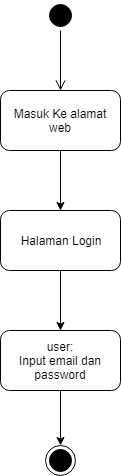 Masuk Ke alamat
web
Halaman Login
user:
Input email dan
password